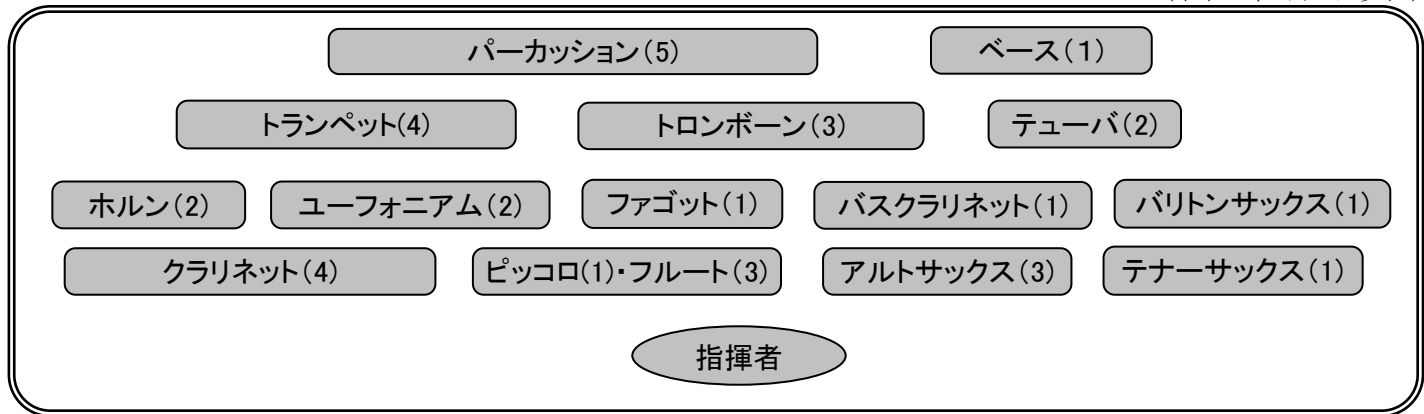 パーカッション(5) ベース(1)
トランペット(4) トロンボーン(3) テューバ(2)
ホルン(2) ユーフォニアム(2) ファゴット(1) バスクラリネット(1) バリトンサックス(1)
クラリネット(4) ピッコロ(1)・フルート(3) アルトサックス(3) テナーサックス(1)
指揮者